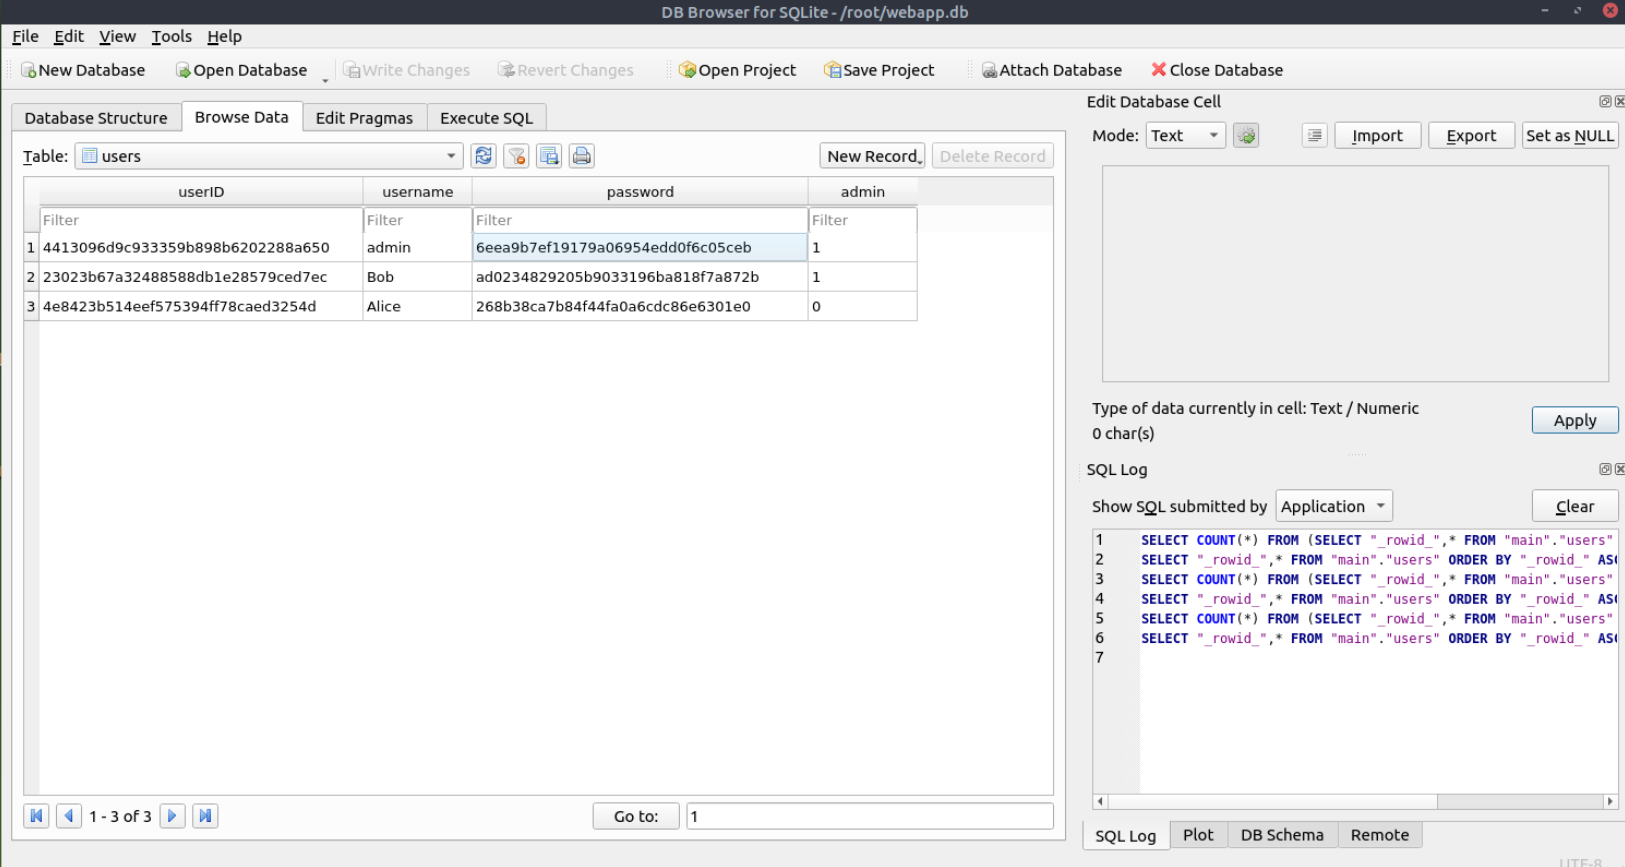 DB Browser for SQLite - /root/webapp.db
File Edit View Tools Help
New Database Open Database Write Changes Revert Changes Open Project Save Project Attach Database Close Database
Database Structure Browse Data Edit Pragmas Execute SQL
Table: users New Record Delete Record
userID username password admin
Filter Filter Filter Filter
1 4413096d9c933359b898b6202288a650 admin 6eea9b7ef19179a06954edd0f6c05ceb 1
2 23023b67a32488588db1e28579ced7ec Bob ad0234829205b9033196ba818f7a872b 1
3 4e8423b514eef575394ff78caed3254d Alice 268b38ca7b84f44fa0a6cdc86e6301e0 0
1 - 3 of 3 Go to: 1
Edit Database Cell
Mode: Text Import Export Set as NULL
Type of data currently in cell: Text / Numeric
0 char(s)
Apply
SQL Log
Show SQL submitted by Application Clear
1 SELECT COUNT(*) FROM (SELECT "_rowid_",* FROM "main"."users"
2 SELECT "_rowid_",* FROM "main"."users" ORDER BY "_rowid_" ASC
3 SELECT COUNT(*) FROM (SELECT "_rowid_",* FROM "main"."users"
4 SELECT "_rowid_",* FROM "main"."users" ORDER BY "_rowid_" ASC
5 SELECT COUNT(*) FROM (SELECT "_rowid_",* FROM "main"."users"
6 SELECT "_rowid_",* FROM "main"."users" ORDER BY "_rowid_" ASC
7
SQL Log Plot DB Schema Remote
UTF-8